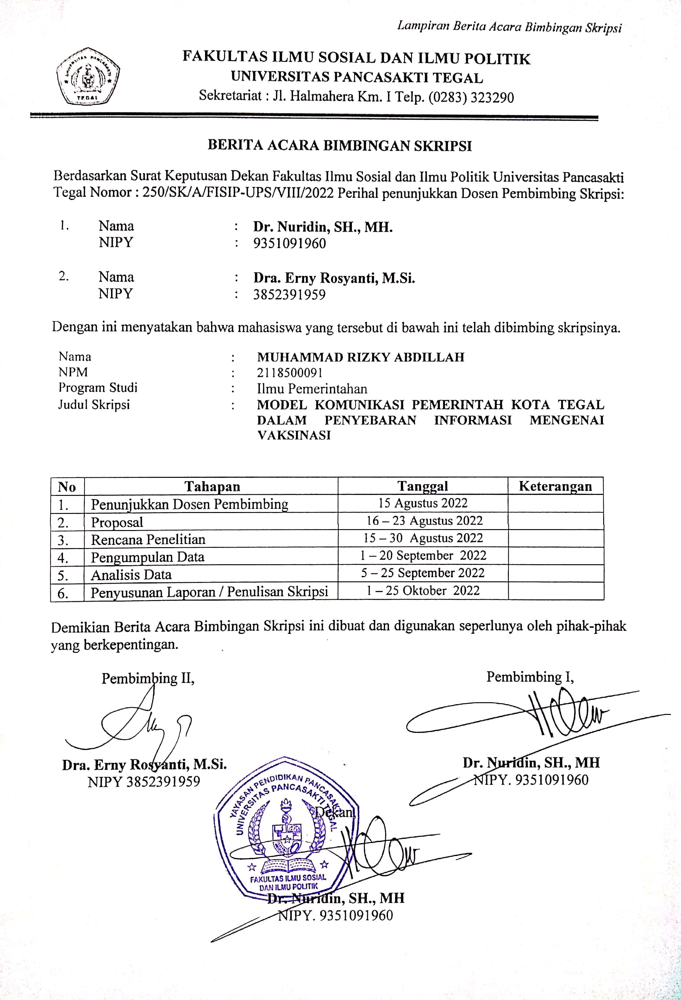 Lampiran Berita Acara Bimbingan Skripsi
UNIVERSITAS PANCASAKTI
TEGAL
FAKULTAS ILMU SOSIAL DAN ILMU POLITIK
UNIVERSITAS PANCASAKTI TEGAL
Sekretariat : Jl. Halmahera Km. I Telp. (0283) 323290
BERITA ACARA BIMBINGAN SKRIPSI
Berdasarkan Surat Keputusan Dekan Fakultas Ilmu Sosial dan Ilmu Politik Universitas Pancasakti
Tegal Nomor : 250/SK/A/FISIP-UPS/VIII/2022 Perihal penunjukkan Dosen Pembimbing Skripsi:
1. Nama : Dr. Nuridin, SH., MH.
NIPY : 9351091960
2. Nama : Dra. Erny Rosyanti, M.Si.
NIPY : 3852391959
Dengan ini menyatakan bahwa mahasiswa yang tersebut di bawah ini telah dibimbing skripsinya.
Nama : MUHAMMAD RIZKY ABDILLAH
NPM : 2118500091
Program Studi : Ilmu Pemerintahan
Judul Skripsi : MODEL KOMUNIKASI PEMERINTAH KOTA TEGAL
DALAM PENYEBARAN INFORMASI MENGENAI
VAKSINASI
No Tahapan Tanggal Keterangan
1. Penunjukkan Dosen Pembimbing 15 Agustus 2022
2. Proposal 16 – 23 Agustus 2022
3. Rencana Penelitian 15 – 30 Agustus 2022
4. Pengumpulan Data 1 – 20 September 2022
5. Analisis Data 5 – 25 September 2022
6. Penyusunan Laporan / Penulisan Skripsi 1 – 25 Oktober 2022
Demikian Berita Acara Bimbingan Skripsi ini dibuat dan digunakan seperlunya oleh pihak-pihak
yang berkepentingan.
Pembimbing II, Pembimbing I,
Dra. Erny Rosyanti, M.Si. Dr. Nuridin, SH., MH
NIPY 3852391959 NIPY. 9351091960
YAYASAN PENDIDIKAN PANCASAKTI
UNIVERSITAS PANCASAKTI TEGAL
Dekan,
FAKULTAS ILMU SOSIAL
DAN ILMU POLITIK
Dr. Nuridin, SH., MH
NIPY. 9351091960